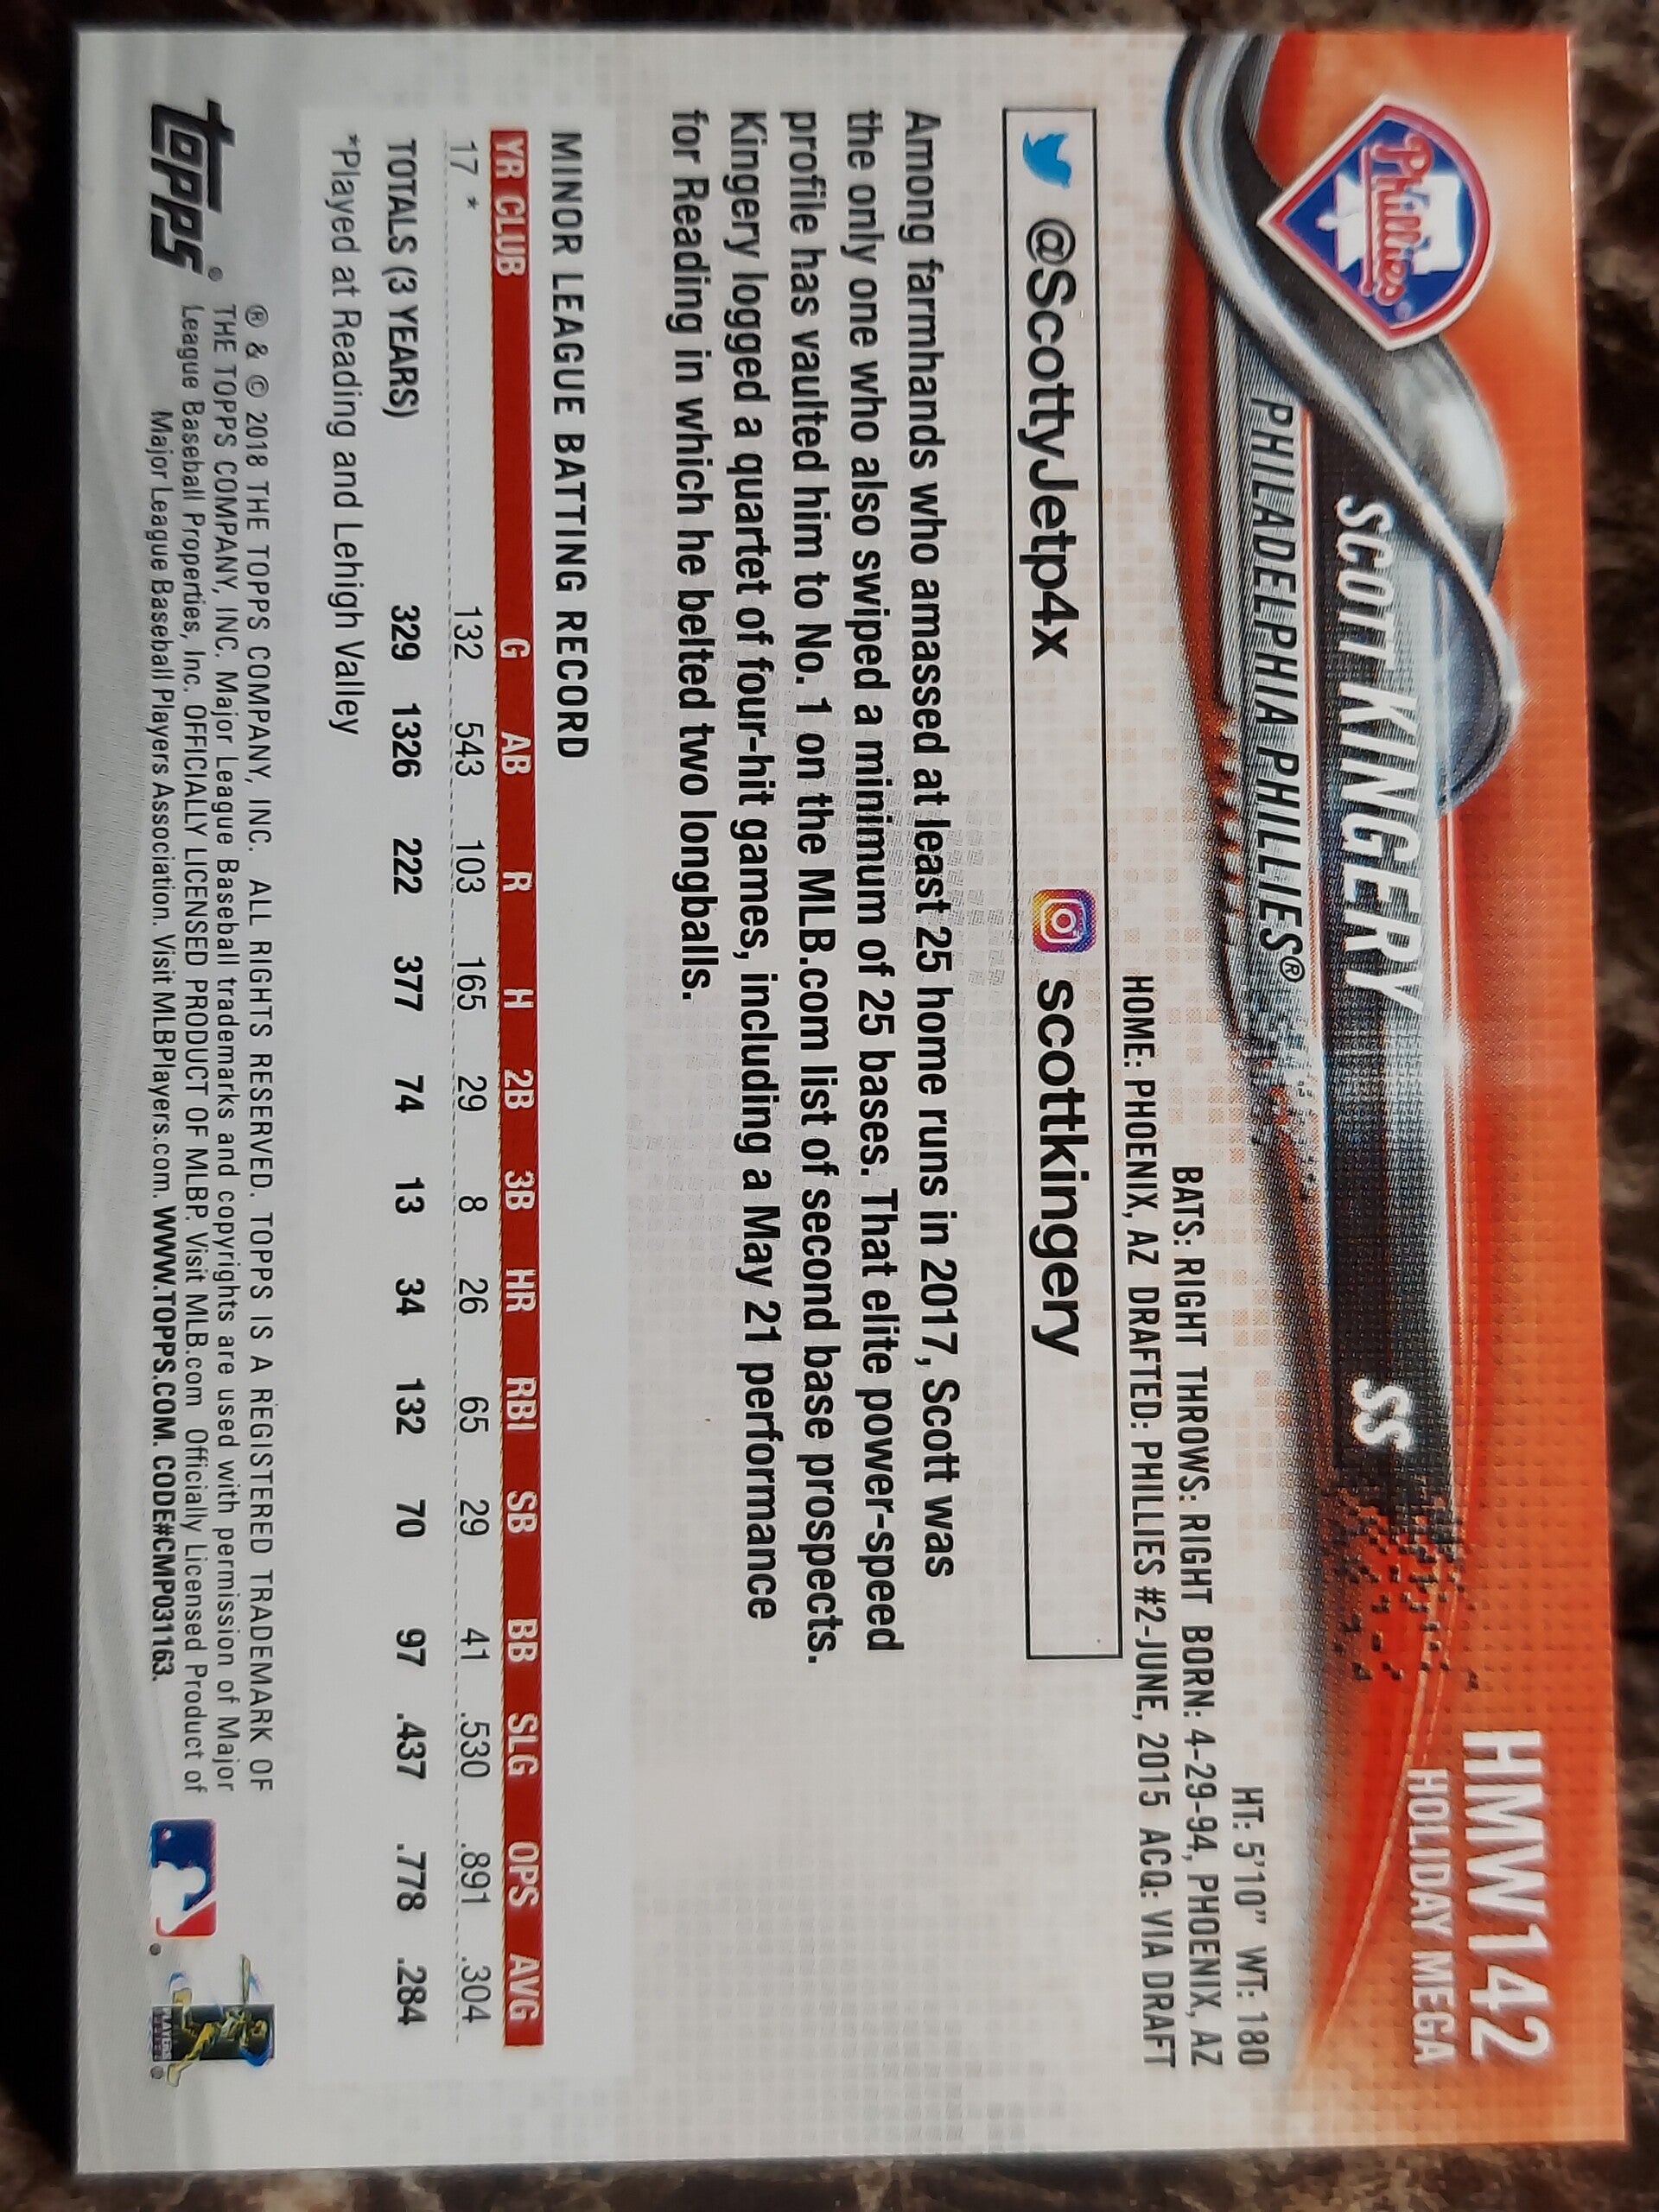 Phillies
SCOTT KINGERY SS
PHILADELPHIA PHILLIES®
HMW142
HOLIDAY MEGA
HT: 5'10" WT: 180
BATS: RIGHT THROWS: RIGHT BORN: 4-29-94, PHOENIX, AZ
HOME: PHOENIX, AZ DRAFTED: PHILLIES #2-JUNE, 2015 ACQ: VIA DRAFT
@ScottyJetp4x scottkingery
Among farmhands who amassed at least 25 home runs in 2017, Scott was
the only one who also swiped a minimum of 25 bases. That elite power-speed
profile has vaulted him to No. 1 on the MLB.com list of second base prospects.
Kingery logged a quartet of four-hit games, including a May 21 performance
for Reading in which he belted two longballs.
MINOR LEAGUE BATTING RECORD
YR CLUB G AB R H 2B 3B HR RBI SB BB SLG OPS AVG
17 * 132 543 103 165 29 8 26 65 29 41 .530 .891 .304
TOTALS (3 YEARS) 329 1326 222 377 74 13 34 132 70 97 .437 .778 .284
*Played at Reading and Lehigh Valley
topps®
® & © 2018 THE TOPPS COMPANY, INC. ALL RIGHTS RESERVED. TOPPS IS A REGISTERED TRADEMARK OF
THE TOPPS COMPANY, INC. Major League Baseball trademarks and copyrights are used with permission of Major
League Baseball Properties, Inc. OFFICIALLY LICENSED PRODUCT OF MLBP. Visit MLB.com Officially Licensed Product of
Major League Baseball Players Association. Visit MLBPlayers.com. WWW.TOPPS.COM. CODE#CMP031163.
PLAYERS